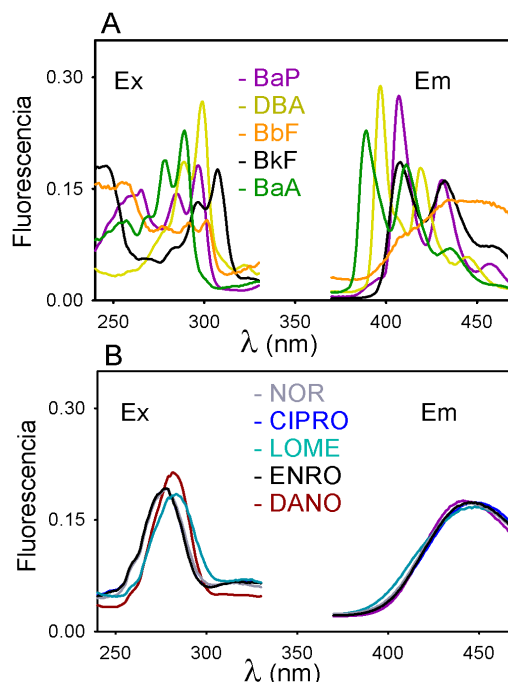 A
Ex
Em
- BaP
- DBA
- BbF
- BkF
- BaA
Fluorescencia
0.30
0.15
0.00
250
300
350
400
450
λ (nm)
B
Ex
Em
- NOR
- CIPRO
- LOME
- ENRO
- DANO
Fluorescencia
0.30
0.15
0.00
250
300
350
400
450
λ (nm)